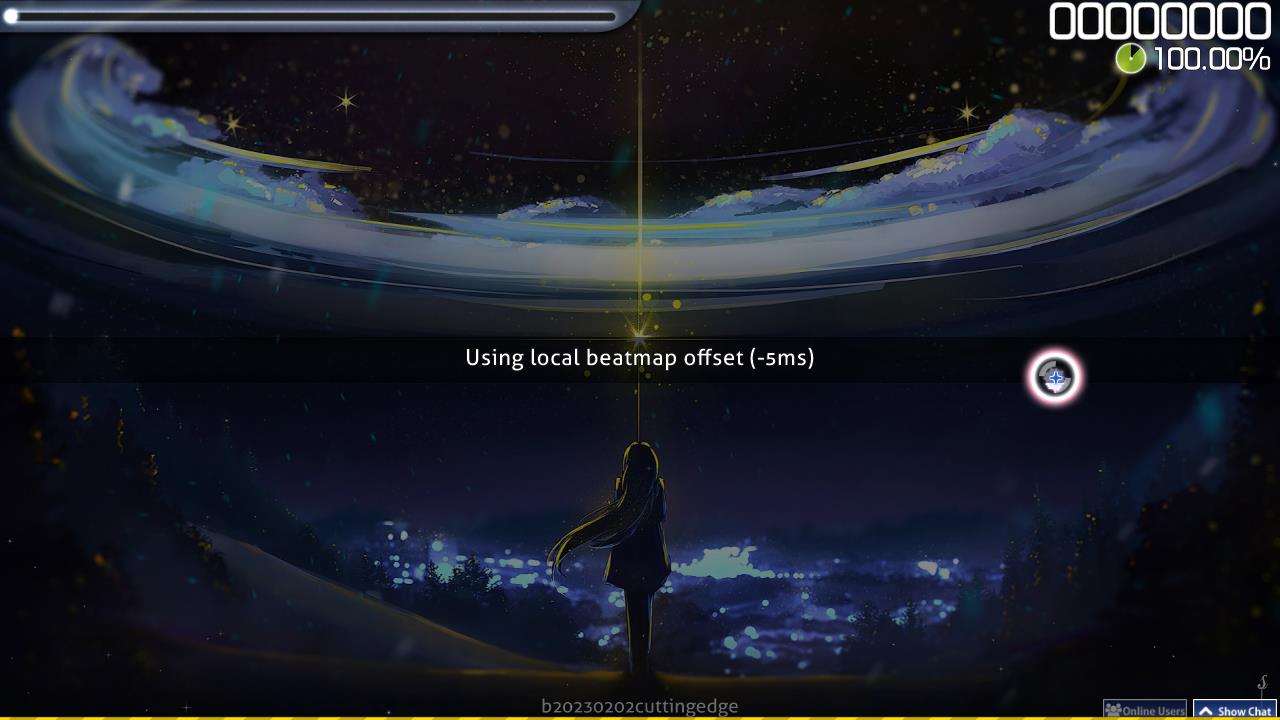 00000000
100.00%
Using local beatmap offset (-5ms)
b20230202cuttingedge
Online Users
Show Chat